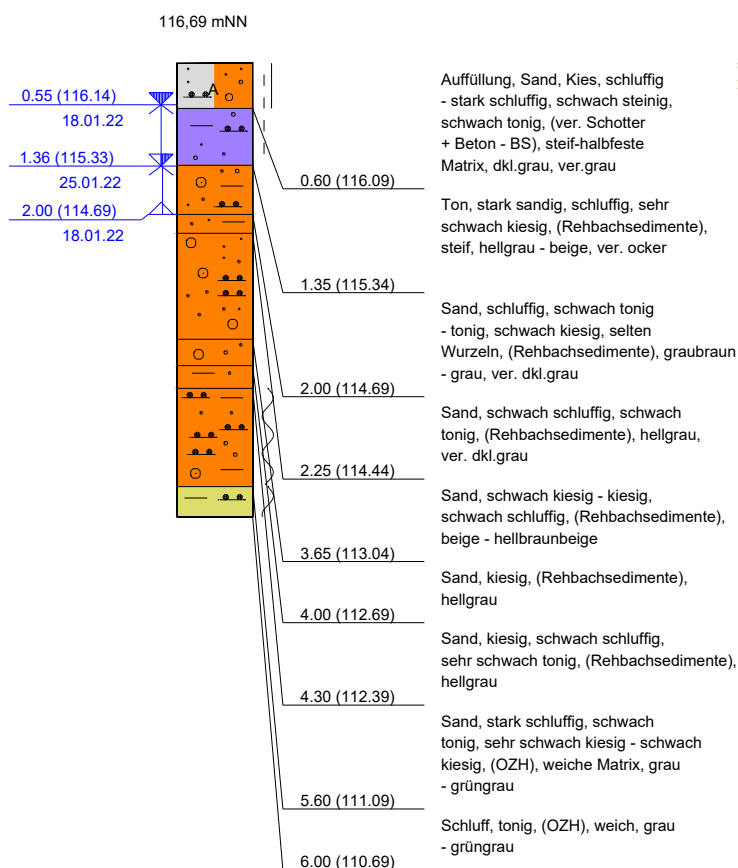 116,69 mNN
A
0.55 (116.14)
18.01.22
1.36 (115.33)
25.01.22
2.00 (114.69)
18.01.22
Auffüllung, Sand, Kies, schluffig
- stark schluffig, schwach steinig,
schwach tonig, (ver. Schotter
+ Beton - BS), steif-halbfeste
Matrix, dkl.grau, ver.grau
0.60 (116.09)
Ton, stark sandig, schluffig, sehr
schwach kiesig, (Rehbachsedimente),
steif, hellgrau - beige, ver. ocker
1.35 (115.34)
Sand, schluffig, schwach tonig
- tonig, schwach kiesig, selten
Wurzeln, (Rehbachsedimente), graubraun
- grau, ver. dkl.grau
2.00 (114.69)
Sand, schwach schluffig, schwach
tonig, (Rehbachsedimente), hellgrau,
ver. dkl.grau
2.25 (114.44)
Sand, schwach kiesig - kiesig,
schwach schluffig, (Rehbachsedimente),
beige - hellbraunbeige
3.65 (113.04)
Sand, kiesig, (Rehbachsedimente),
hellgrau
4.00 (112.69)
Sand, kiesig, schwach schluffig,
sehr schwach tonig, (Rehbachsedimente),
hellgrau
4.30 (112.39)
Sand, stark schluffig, schwach
tonig, sehr schwach kiesig - schwach
kiesig, (OZH), weiche Matrix, grau
- grüngrau
5.60 (111.09)
Schluff, tonig, (OZH), weich, grau
- grüngrau
6.00 (110.69)